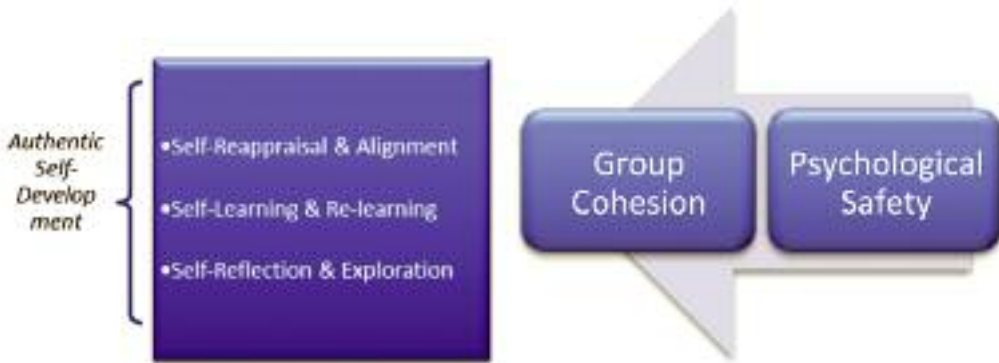 Authentic
Self-
Develop
ment
•Self-Reappraisal & Alignment
•Self-Learning & Re-learning
•Self-Reflection & Exploration
Group
Cohesion
Psychological
Safety